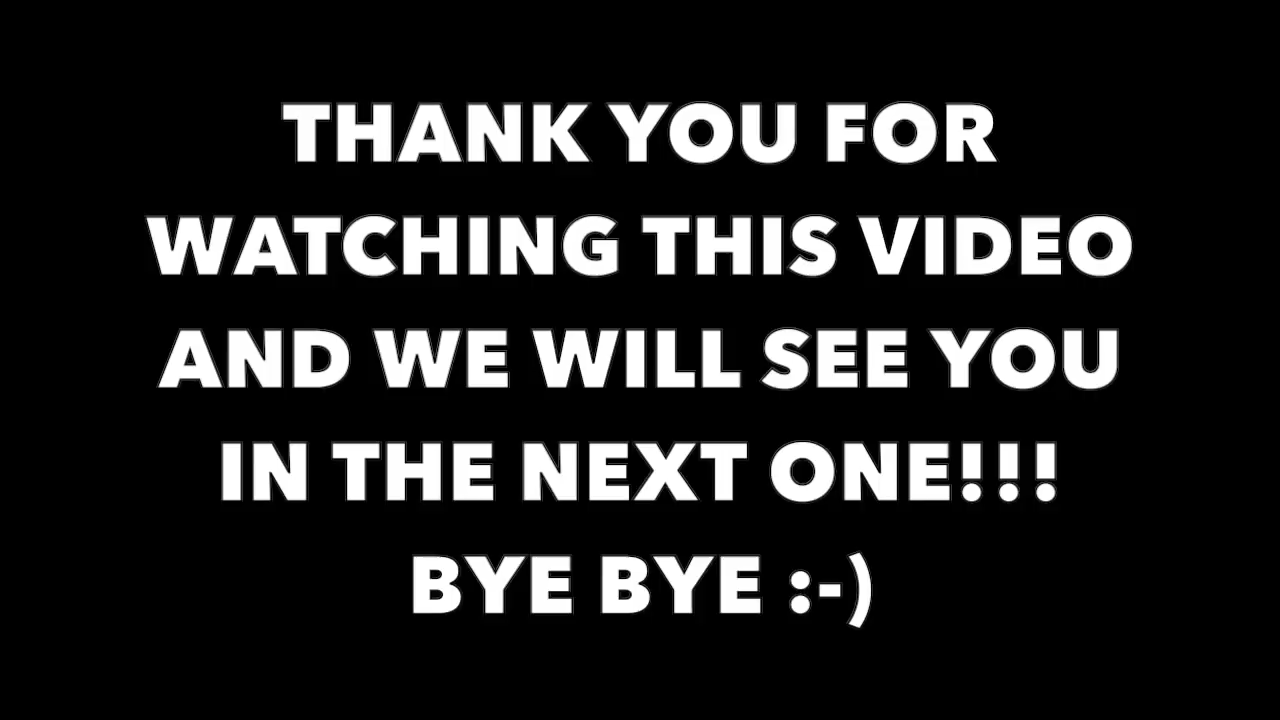 THANK YOU FOR
WATCHING THIS VIDEO
AND WE WILL SEE YOU
IN THE NEXT ONE!!!
BYE BYE :-)